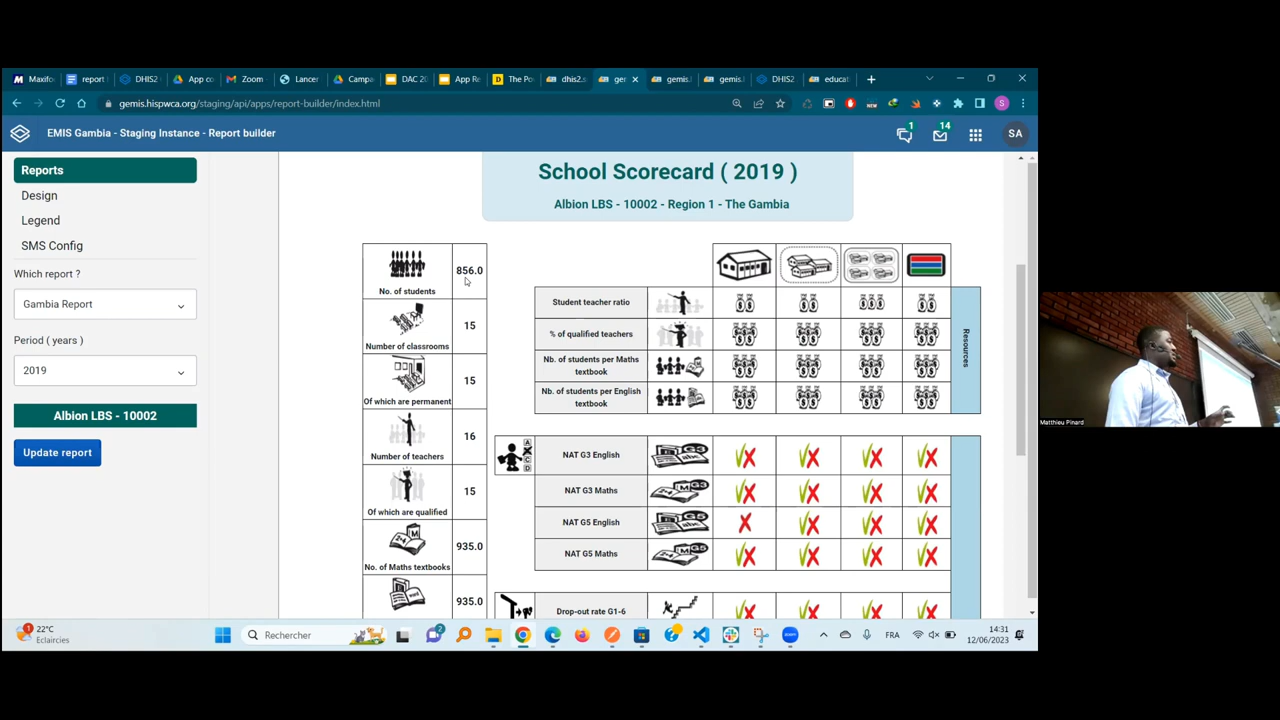 Maxifo
report
DHIS2
App co
Zoom
Lancer
Campa
DAC 20
App Re
The Po
dhis2.s
ger
gemis.
gemis.
DHIS2
educat
gemis.hispwca.org/staging/api/apps/report-builder/index.html
NEW
S
EMIS Gambia - Staging Instance - Report builder
1
14
SA
Reports
Design
Legend
SMS Config
Which report ?
Gambia Report
Period ( years )
2019
Albion LBS - 10002
Update report
School Scorecard ( 2019 )
Albion LBS - 10002 - Region 1 - The Gambia
No. of students
856.0
Number of classrooms
15
Of which are permanent
15
Number of teachers
16
Of which are qualified
15
No. of Maths textbooks
935.0
935.0
Student teacher ratio
% of qualified teachers
Nb. of students per Maths
textbook
Nb. of students per English
textbook
Resources
NAT G3 English
NAT G3 Maths
NAT G5 English
NAT G5 Maths
Drop-out rate G1-6
Matthieu Pinard
1
22°C
Eclaircies
Rechercher
2
FRA
14:31
12/06/2023